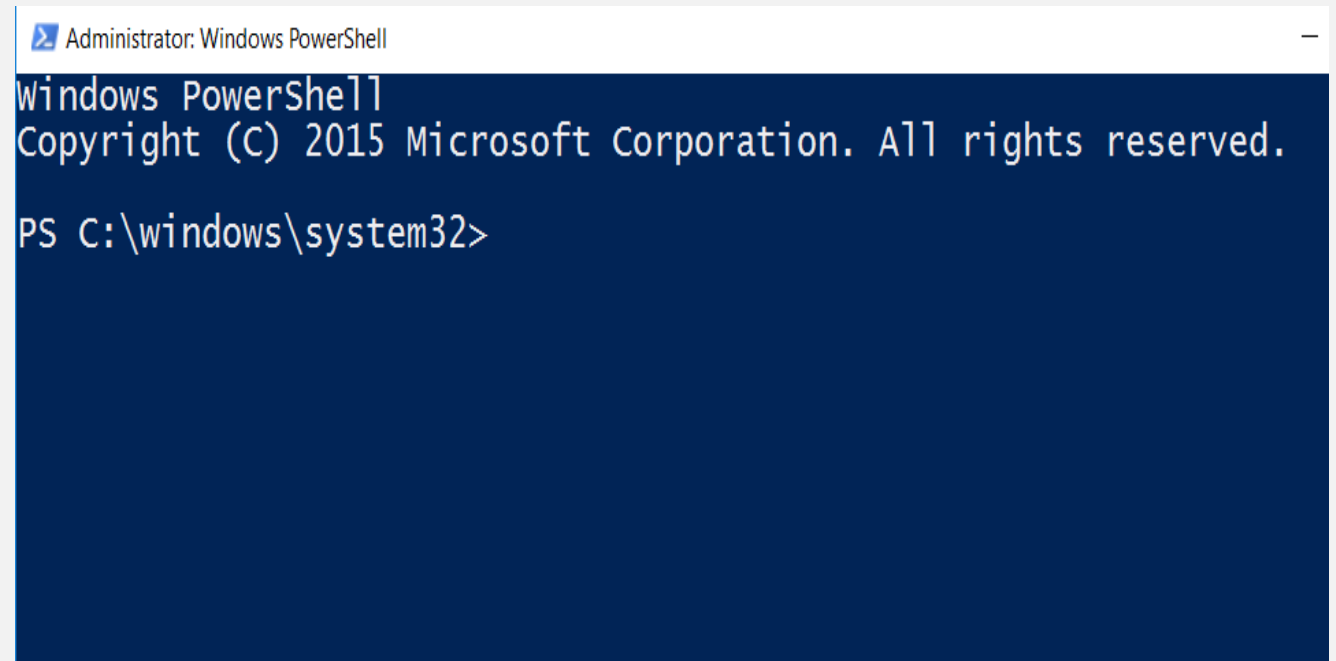 Administrator: Windows PowerShell
Windows PowerShell
Copyright (C) 2015 Microsoft Corporation. All rights reserved.
PS C:\windows\system32>